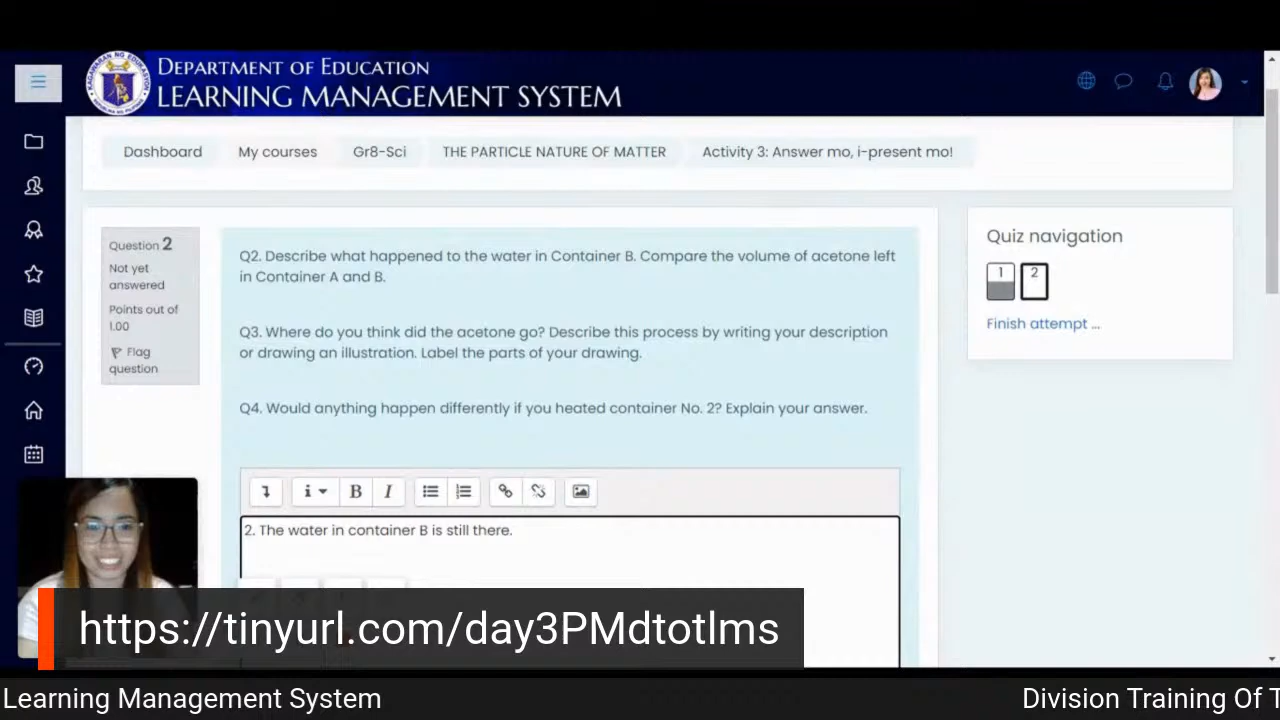 DEPARTMENT OF EDUCATION
LEARNING MANAGEMENT SYSTEM
Dashboard
My courses
Gr8-Sci
THE PARTICLE NATURE OF MATTER
Activity 3: Answer mo, i-present mo!
Question 2
Not yet
answered
Points out of
1.00
Flag
question
Q2. Describe what happened to the water in Container B. Compare the volume of acetone left
in Container A and B.
Q3. Where do you think did the acetone go? Describe this process by writing your description
or drawing an illustration. Label the parts of your drawing.
Q4. Would anything happen differently if you heated container No. 2? Explain your answer.
i
B
I
2. The water in container B is still there.
Quiz navigation
1
2
Finish attempt ...
https://tinyurl.com/day3PMdtotlms
Learning Management System
Division Training Of T